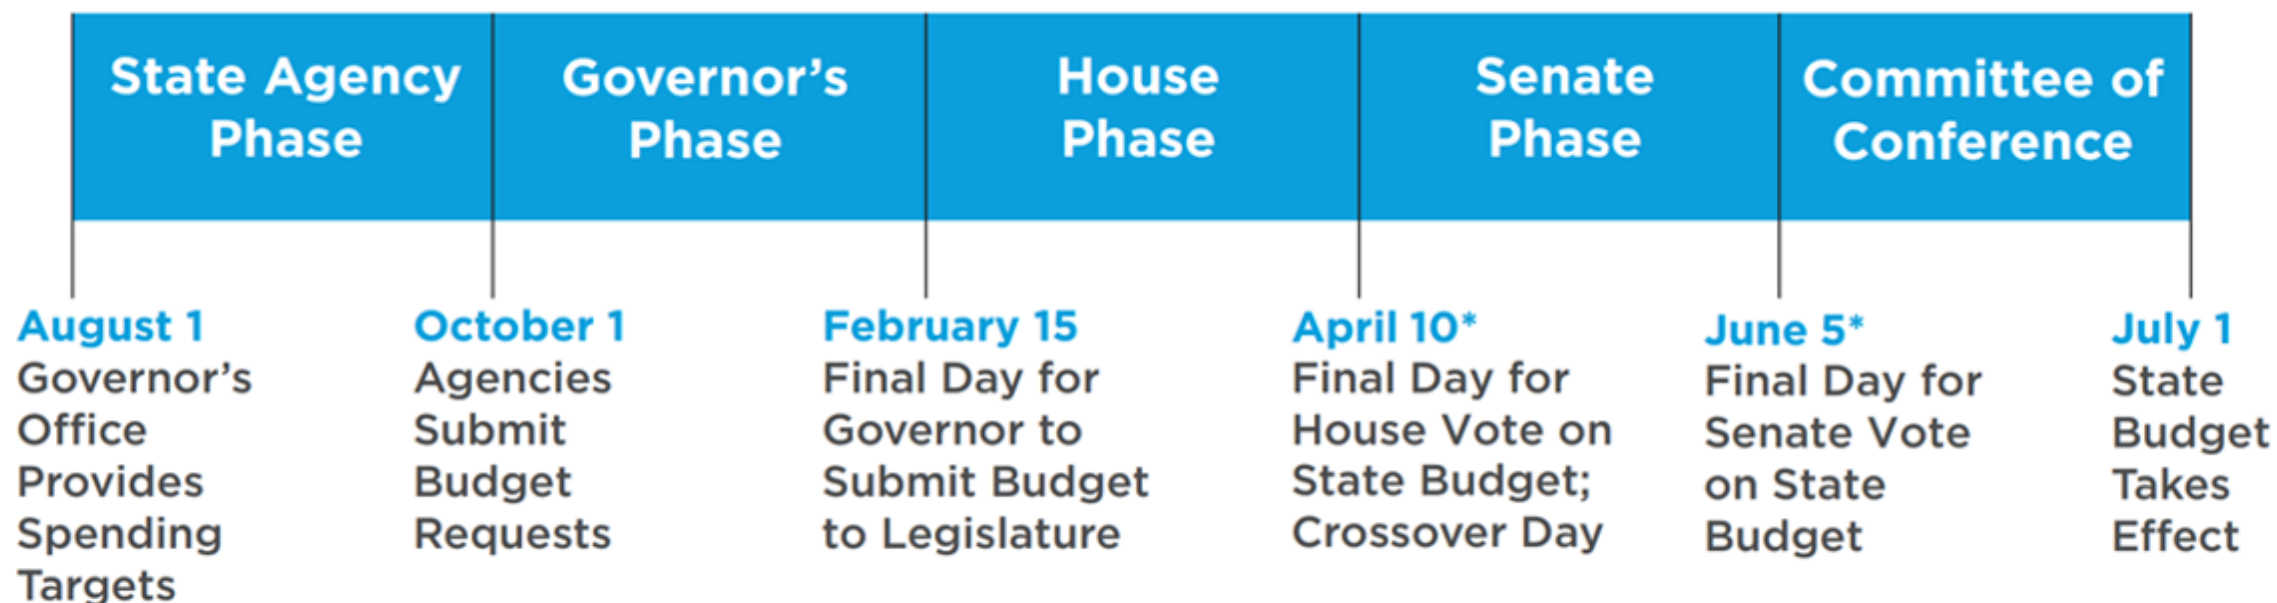 State Agency
Phase
Governor's
Phase
House
Phase
Senate
Phase
Committee of
Conference
August 1
Governor's
Office
Provides
Spending
Targets
October 1
Agencies
Submit
Budget
Requests
February 15
Final Day for
Governor to
Submit Budget
to Legislature
April 10*
Final Day for
House Vote on
State Budget;
Crossover Day
June 5*
Final Day for
Senate Vote
on State
Budget
July 1
State
Budget
Takes
Effect